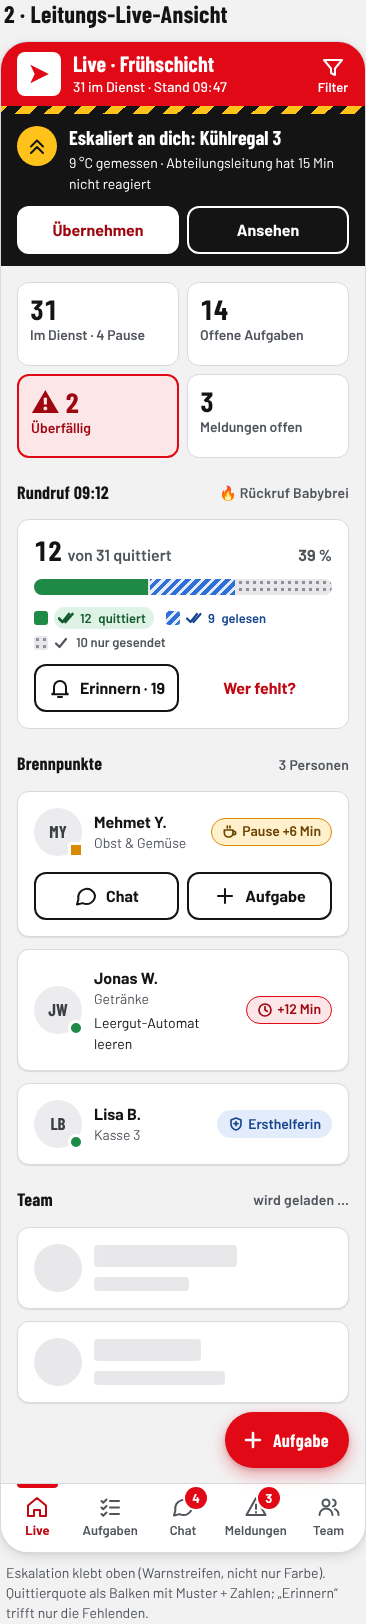 2 · Leitungs-Live-Ansicht
Live · Frühschicht
31 im Dienst · Stand 09:47
Filter
Eskaliert an dich: Kühlregal 3
9 °C gemessen · Abteilungsleitung hat 15 Min
nicht reagiert
Übernehmen
Ansehen
31
Im Dienst · 4 Pause
14
Offene Aufgaben
2
Überfällig
3
Meldungen offen
Rundruf 09:12
🔥 Rückruf Babybrei
12 von 31 quittiert
39 %
12 quittiert
9 gelesen
10 nur gesendet
Erinnern · 19
Wer fehlt?
Brennpunkte
3 Personen
MY
Mehmet Y.
Obst & Gemüse
Pause +6 Min
Chat
Aufgabe
JW
Jonas W.
Getränke
Leergut-Automat
leeren
+12 Min
LB
Lisa B.
Kasse 3
Ersthelferin
Team
wird geladen …
Aufgabe
Live
Aufgaben
4
Chat
3
Meldungen
Team
Eskalation klebt oben (Warnstreifen, nicht nur Farbe).
Quittierquote als Balken mit Muster + Zahlen; „Erinnern“
trifft nur die Fehlenden.